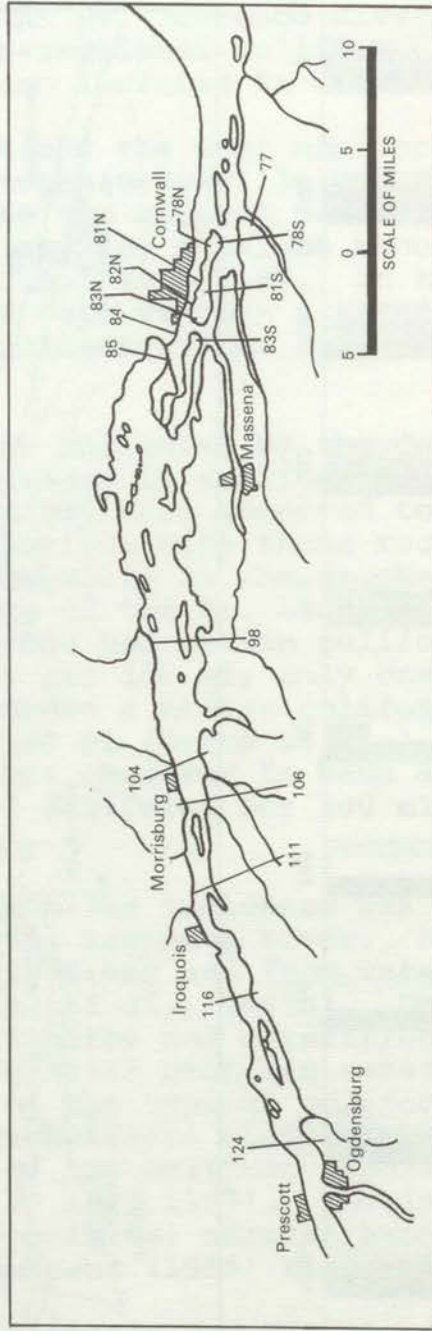 Prescott
Ogdensburg
124
116
Iroquois
111
Morrisburg
106
104
98
Massena
85
84
83N
82N
81N
Cornwall
78N
83S
81S
78S
77
5 0 5 10
SCALE OF MILES